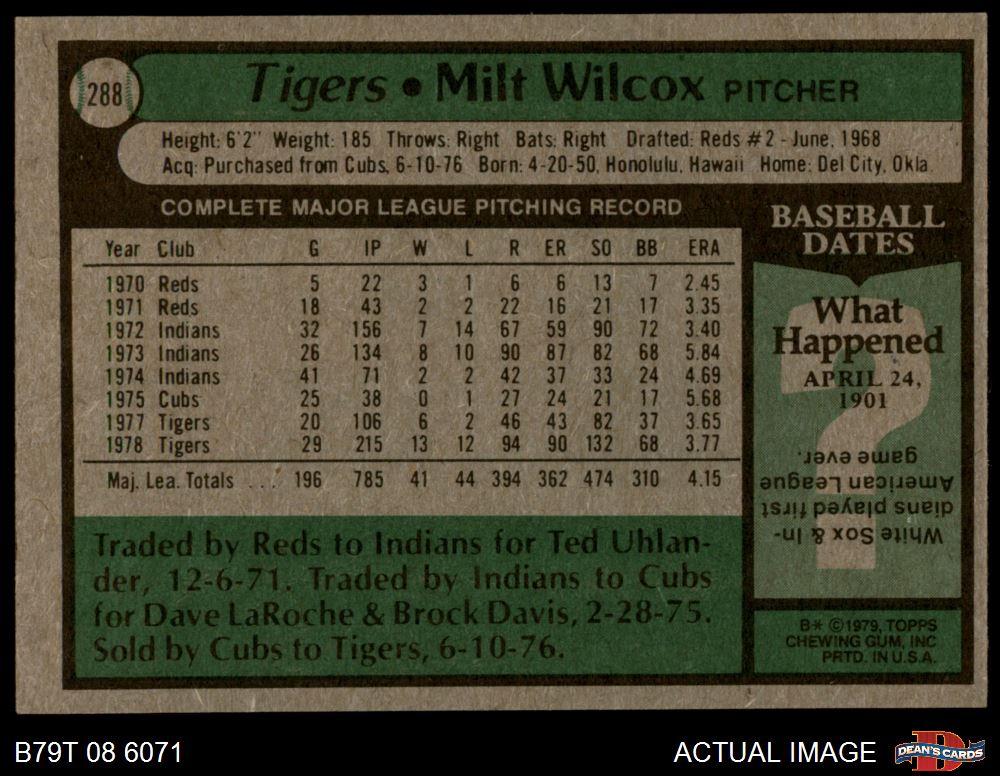 288
Tigers • Milt Wilcox PITCHER
Height: 6'2" Weight: 185 Throws: Right Bats: Right Drafted: Reds #2 - June, 1968
Acq: Purchased from Cubs, 6-10-76 Born: 4-20-50, Honolulu, Hawaii Home: Del City, Okla.
COMPLETE MAJOR LEAGUE PITCHING RECORD
Year Club G IP W L R ER SO BB ERA
1970 Reds 5 22 3 1 6 6 13 7 2.45
1971 Reds 18 43 2 2 22 16 21 17 3.35
1972 Indians 32 156 7 14 67 59 90 72 3.40
1973 Indians 26 134 8 10 90 87 82 68 5.84
1974 Indians 41 71 2 2 42 37 33 24 4.69
1975 Cubs 25 38 0 1 27 24 21 17 5.68
1977 Tigers 20 106 6 2 46 43 82 37 3.65
1978 Tigers 29 215 13 12 94 90 132 68 3.77
Maj. Lea. Totals ... 196 785 41 44 394 362 474 310 4.15
Traded by Reds to Indians for Ted Uhlan-
der, 12-6-71. Traded by Indians to Cubs
for Dave LaRoche & Brock Davis, 2-28-75.
Sold by Cubs to Tigers, 6-10-76.
BASEBALL
DATES
What
Happened
APRIL 24,
1901
?
White Sox & In-
dians played first
American League
game ever.
B* ©1979, TOPPS
CHEWING GUM, INC
PRTD. IN U.S.A.
B79T 08 6071
ACTUAL IMAGE
D
DEAN'S CARDS